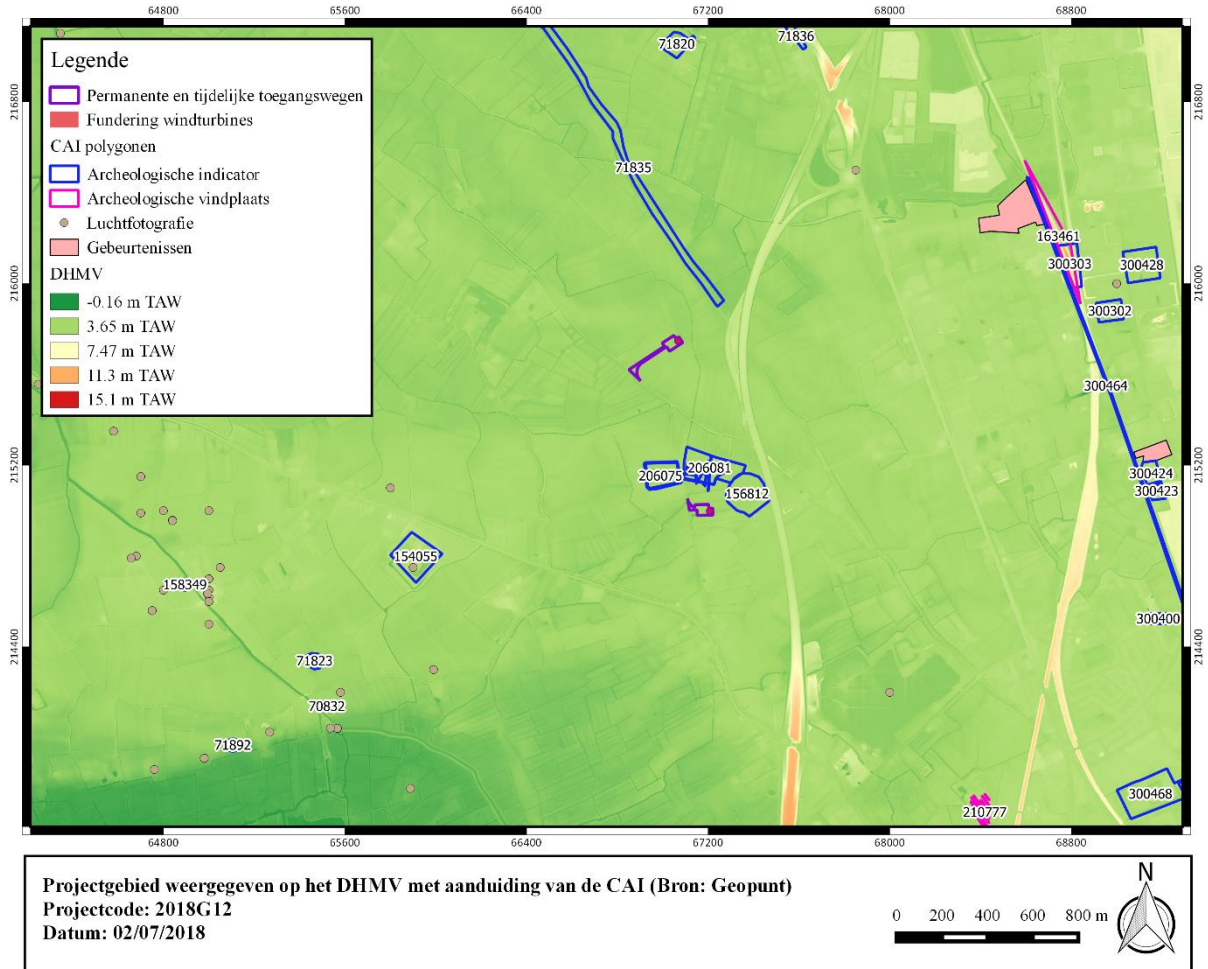 64800 65600 66400 67200 68000 68800
Legende
Permanente en tijdelijke toegangswegen
Fundering windturbines
CAI polygonen
Archeologische indicator
Archeologische vindplaats
Luchtfotografie
Gebeurtenissen
DHMV
-0.16 m TAW
3.65 m TAW
7.47 m TAW
11.3 m TAW
15.1 m TAW
71820
71836
216800
216800
71835
163461
300303
300428
216000
216000
300302
300464
215200
215200
206075
206081
156812
300424
300423
154055
158349
300400
214400
214400
71823
70832
71892
300468
210777
64800 65600 66400 67200 68000 68800
Projectgebied weergegeven op het DHMV met aanduiding van de CAI (Bron: Geopunt)
Projectcode: 2018G12
Datum: 02/07/2018
0 200 400 600 800 m
N